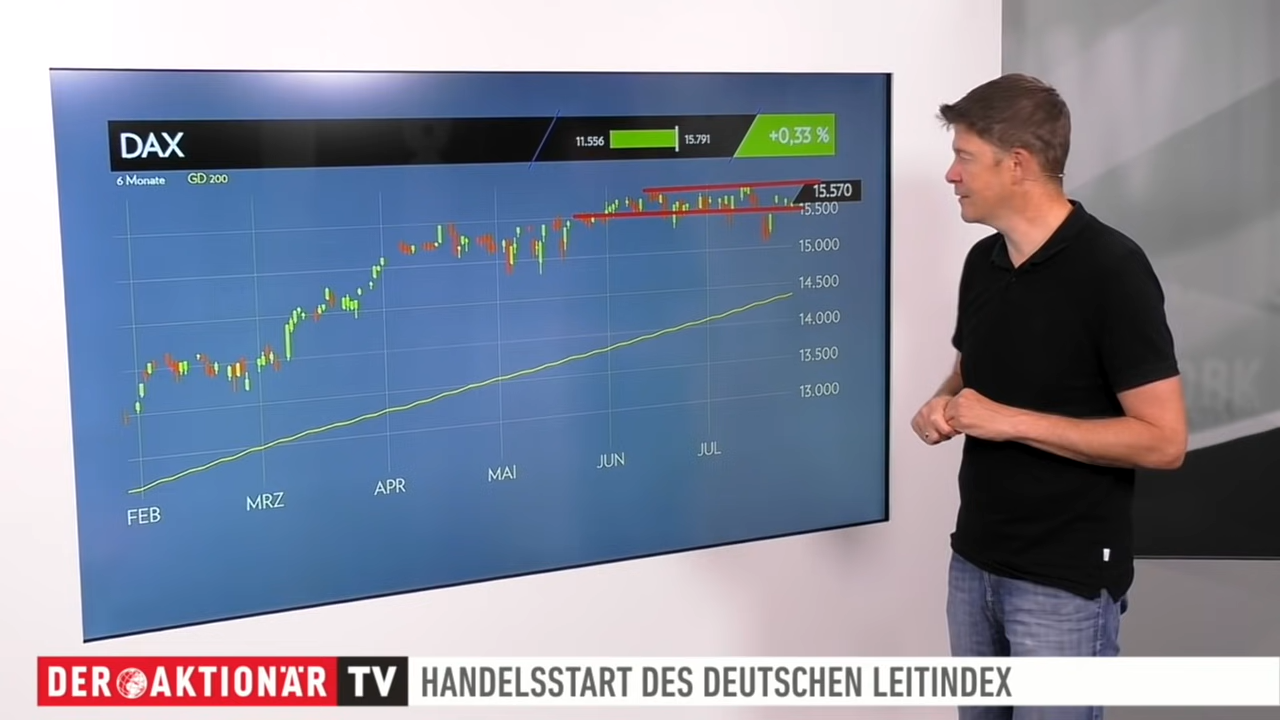 DAX
11.556
15.791
+0,33 %
6 Monate
GD 200
15.570
15.500
15.000
14.500
14.000
13.500
13.000
FEB
MRZ
APR
MAI
JUN
JUL
DER AKTIONÄR TV
HANDELSSTART DES DEUTSCHEN LEITINDEX